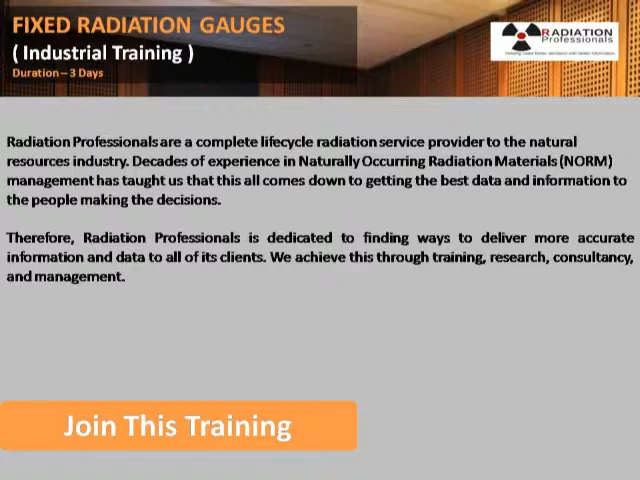 FIXED RADIATION GAUGES
( Industrial Training )
Duration – 3 Days
RADIATION
Professionals
Radiation Professionals are a complete lifecycle radiation service provider to the natural
resources industry. Decades of experience in Naturally Occurring Radiation Materials (NORM)
management has taught us that this all comes down to getting the best data and information to
the people making the decisions.
Therefore, Radiation Professionals is dedicated to finding ways to deliver more accurate
information and data to all of its clients. We achieve this through training, research, consultancy,
and management.
Join This Training